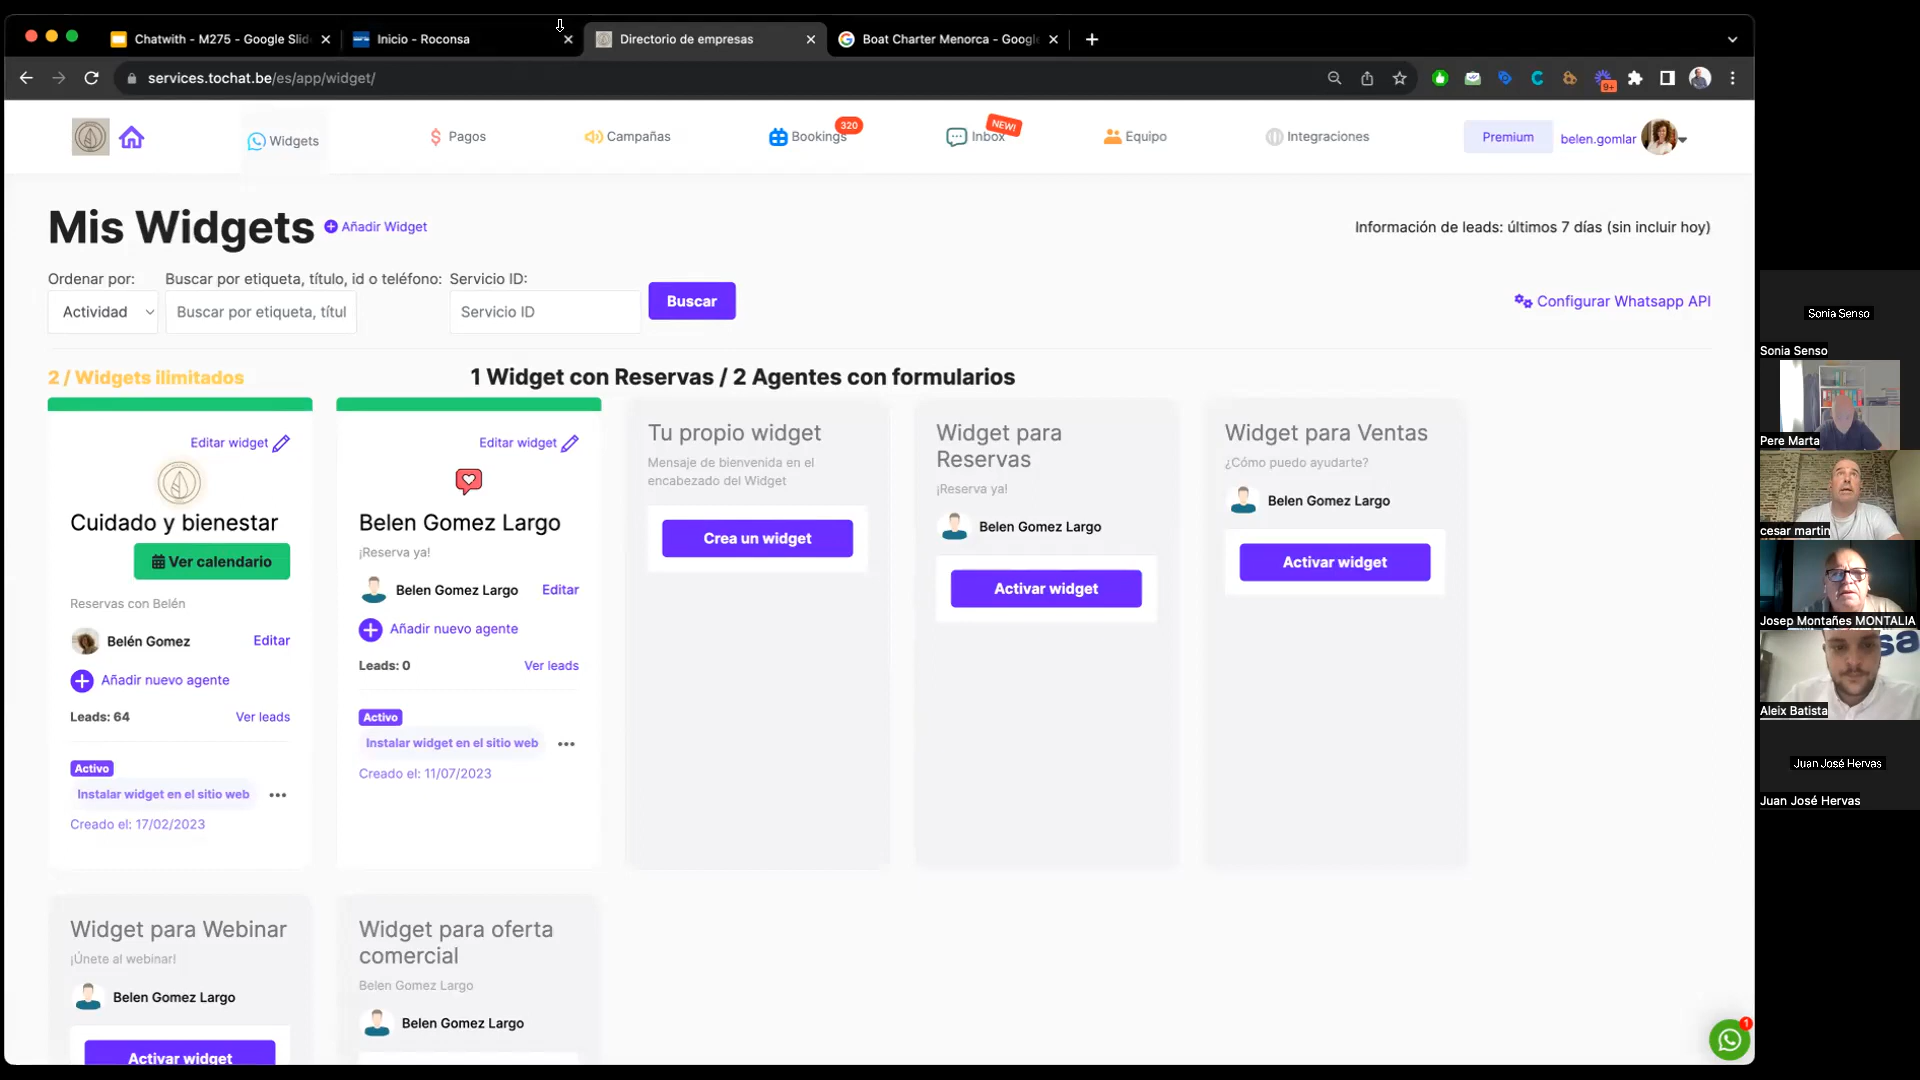 Chatwith - M275 - Google Slid
Inicio - Roconsa
Directorio de empresas
Boat Charter Menorca - Googl
services.tochat.be/es/app/widget/
9+
Widgets
Pagos
Campañas
Bookings
320
Inbox
NEW!
Equipo
Integraciones
Premium
belen.gomlar
Mis Widgets
Añadir Widget
Información de leads: últimos 7 días (sin incluir hoy)
Ordenar por:
Buscar por etiqueta, título, id o teléfono:
Servicio ID:
Actividad
Buscar por etiqueta, títul
Servicio ID
Buscar
Configurar Whatsapp API
2 / Widgets ilimitados
1 Widget con Reservas / 2 Agentes con formularios
Editar widget
Cuidado y bienestar
Ver calendario
Reservas con Belén
Belén Gomez
Editar
Añadir nuevo agente
Leads: 64
Ver leads
Activo
Instalar widget en el sitio web
Creado el: 17/02/2023
Editar widget
Belen Gomez Largo
¡Reserva ya!
Belen Gomez Largo
Editar
Añadir nuevo agente
Leads: 0
Ver leads
Activo
Instalar widget en el sitio web
Creado el: 11/07/2023
Tu propio widget
Mensaje de bienvenida en el
encabezado del Widget
Crea un widget
Widget para
Reservas
¡Reserva ya!
Belen Gomez Largo
Activar widget
Widget para Ventas
¿Cómo puedo ayudarte?
Belen Gomez Largo
Activar widget
Widget para Webinar
¡Únete al webinar!
Belen Gomez Largo
Activar widget
Widget para oferta
comercial
Belen Gomez Largo
Belen Gomez Largo
1
Sonia Senso
Sonia Senso
Pere Marta
cesar martin
Josep Montañes MONTALIA
sa
Aleix Batista
Juan José Hervas
Juan José Hervas